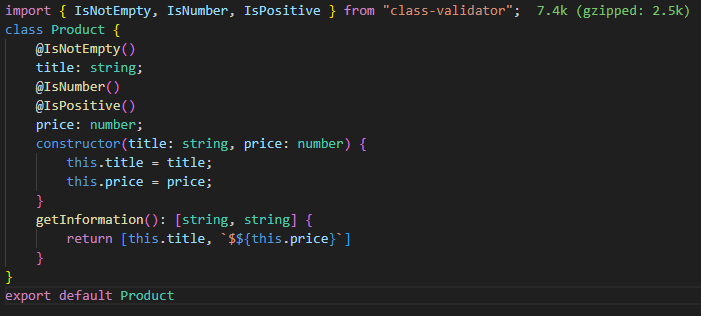 import { IsNotEmpty, IsNumber, IsPositive } from "class-validator";  7.4k (gzipped: 2.5k)
class Product {
    @IsNotEmpty()
    title: string;
    @IsNumber()
    @IsPositive()
    price: number;
    constructor(title: string, price: number) {
        this.title = title;
        this.price = price;
    }
    getInformation(): [string, string] {
        return [this.title, `$${this.price}`]
    }
}
export default Product